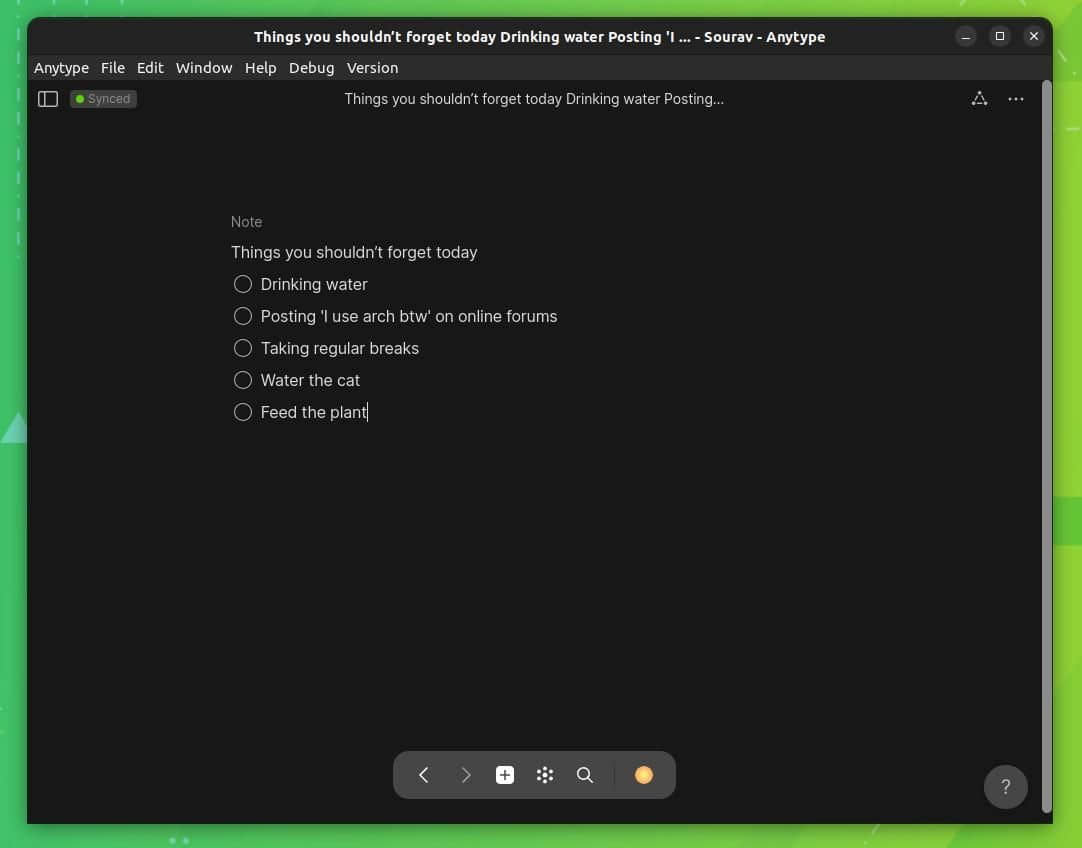 Things you shouldn’t forget today Drinking water Posting 'I ... - Sourav - Anytype
Anytype File Edit Window Help Debug Version
Synced
Things you shouldn’t forget today Drinking water Posting...
Note
Things you shouldn’t forget today
Drinking water
Posting 'I use arch btw' on online forums
Taking regular breaks
Water the cat
Feed the plant
?